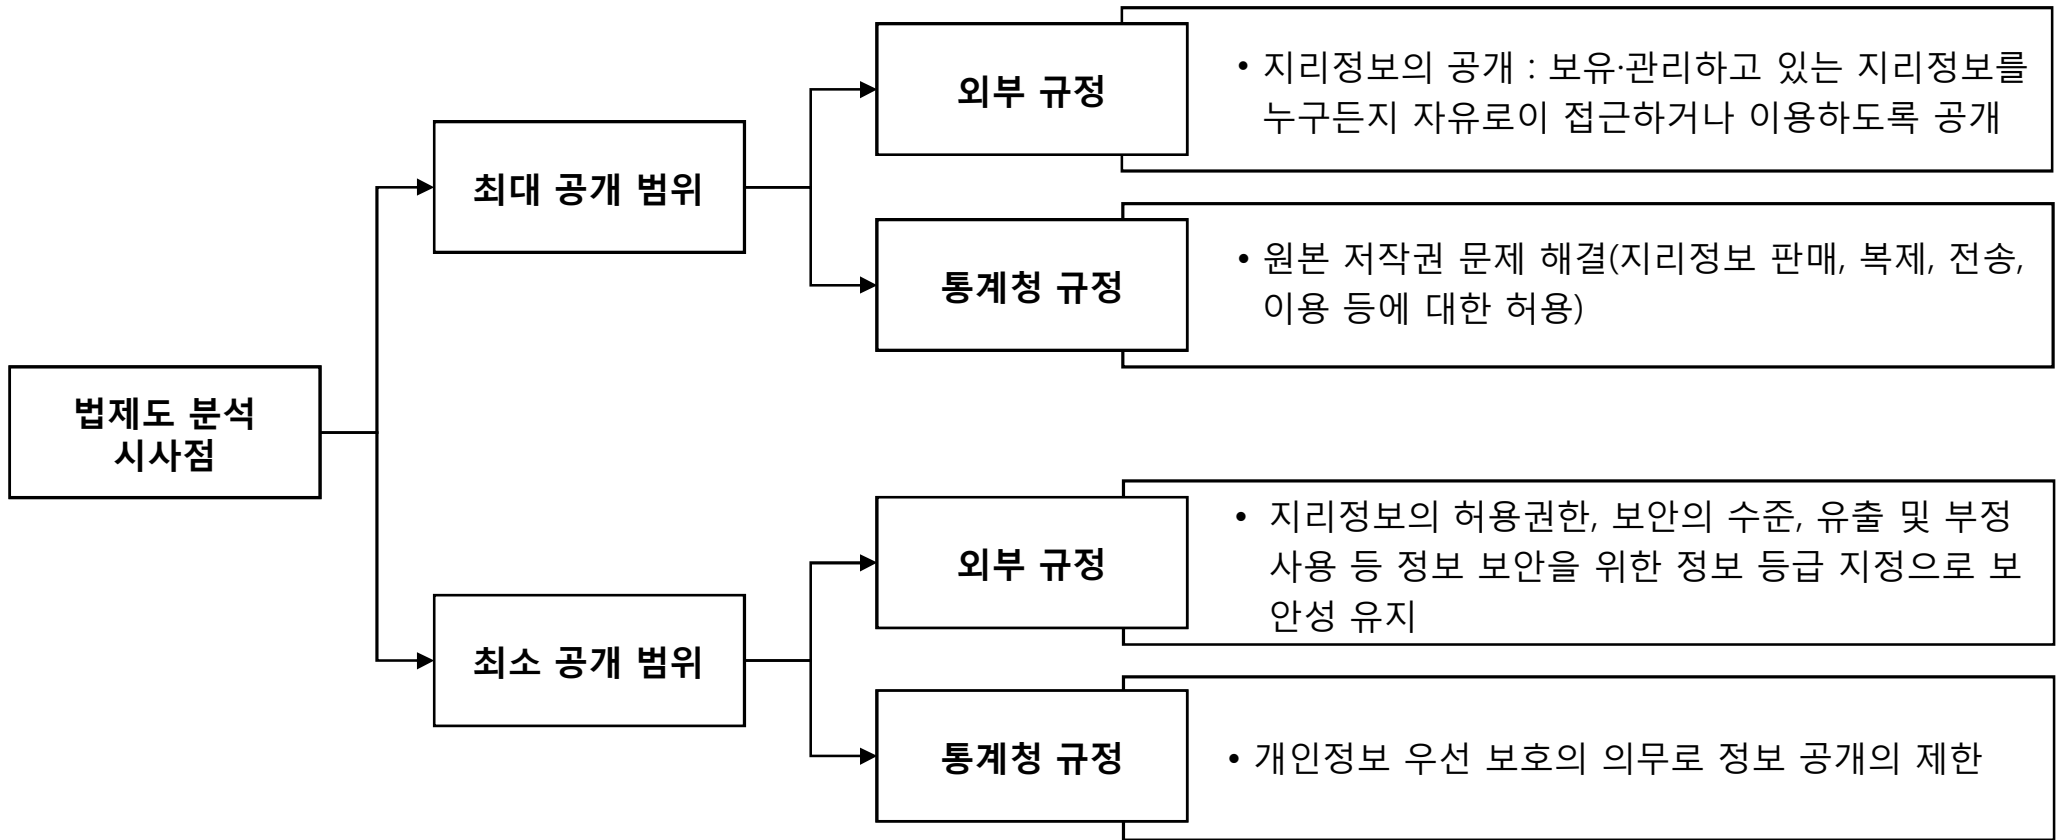 외부 규정
• 지리정보의 공개 : 보유·관리하고 있는 지리정보를
누구든지 자유로이 접근하거나 이용하도록 공개
최대 공개 범위
통계청 규정
• 원본 저작권 문제 해결(지리정보 판매, 복제, 전송,
이용 등에 대한 허용)
법제도 분석
시사점
외부 규정
• 지리정보의 허용권한, 보안의 수준, 유출 및 부정
사용 등 정보 보안을 위한 정보 등급 지정으로 보
안성 유지
최소 공개 범위
통계청 규정
• 개인정보 우선 보호의 의무로 정보 공개의 제한